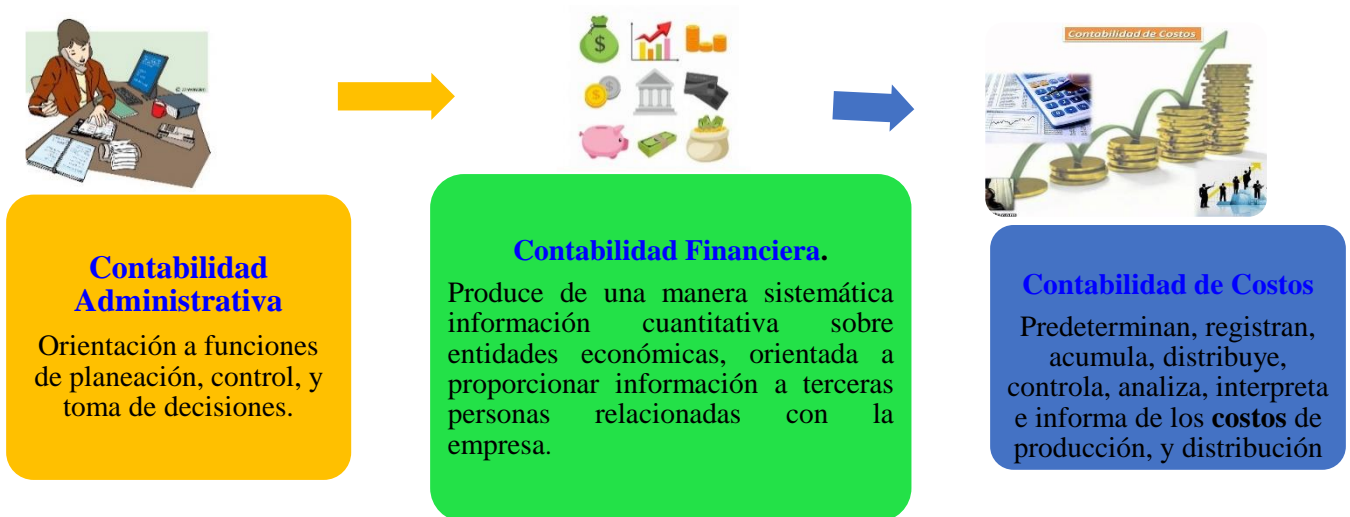 Contabilidad de Costos
Contabilidad
Administrativa
Orientación a funciones
de planeación, control, y
toma de decisiones.
Contabilidad Financiera.
Produce de una manera sistemática
información cuantitativa sobre
entidades económicas, orientada a
proporcionar información a terceras
personas relacionadas con la
empresa.
Contabilidad de Costos
Predeterminan, registran,
acumula, distribuye,
controla, analiza, interpreta
e informa de los costos de
producción, y distribución